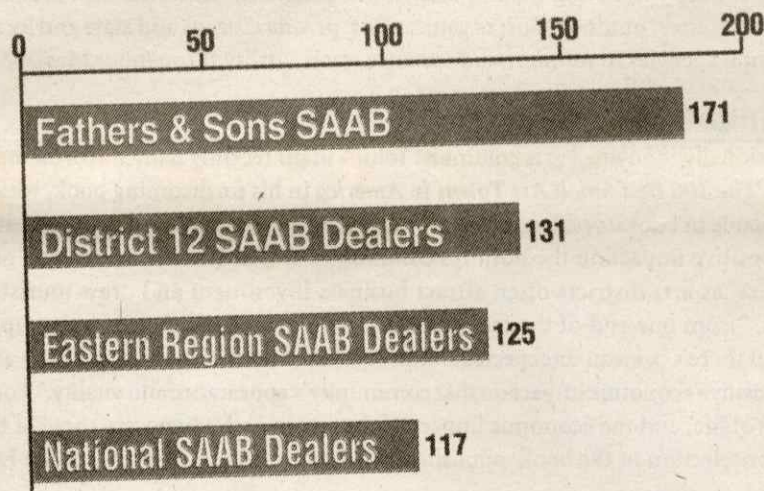 0 50 100 150 200
Fathers & Sons SAAB 171
District 12 SAAB Dealers 131
Eastern Region SAAB Dealers 125
National SAAB Dealers 117